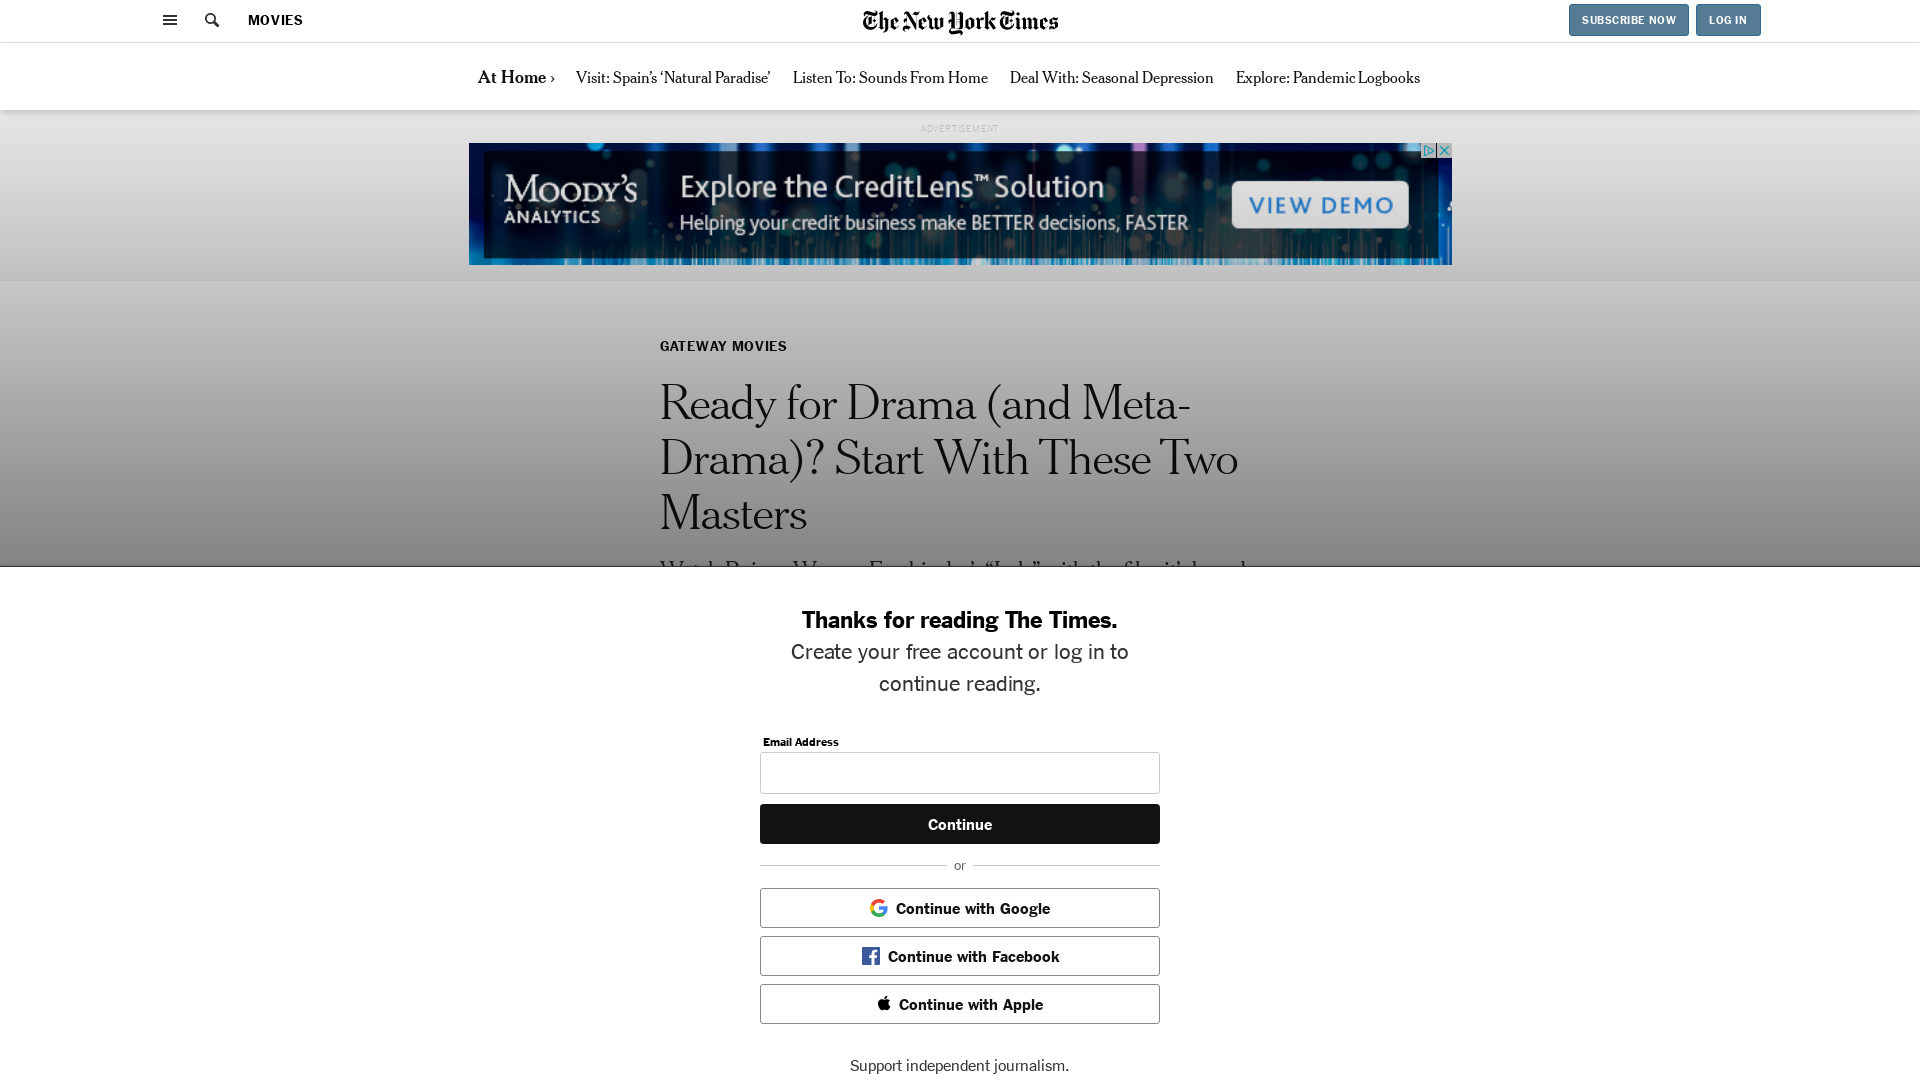 MOVIES
The New York Times
SUBSCRIBE NOW
LOG IN
At Home › Visit: Spain’s ‘Natural Paradise’ Listen To: Sounds From Home Deal With: Seasonal Depression Explore: Pandemic Logbooks
ADVERTISEMENT
MOODY'S
ANALYTICS
Explore the CreditLens™ Solution
Helping your credit business make BETTER decisions, FASTER
VIEW DEMO
GATEWAY MOVIES
Ready for Drama (and Meta-
Drama)? Start With These Two
Masters
Thanks for reading The Times.
Create your free account or log in to
continue reading.
Email Address
Continue
or
Continue with Google
Continue with Facebook
Continue with Apple
Support independent journalism.